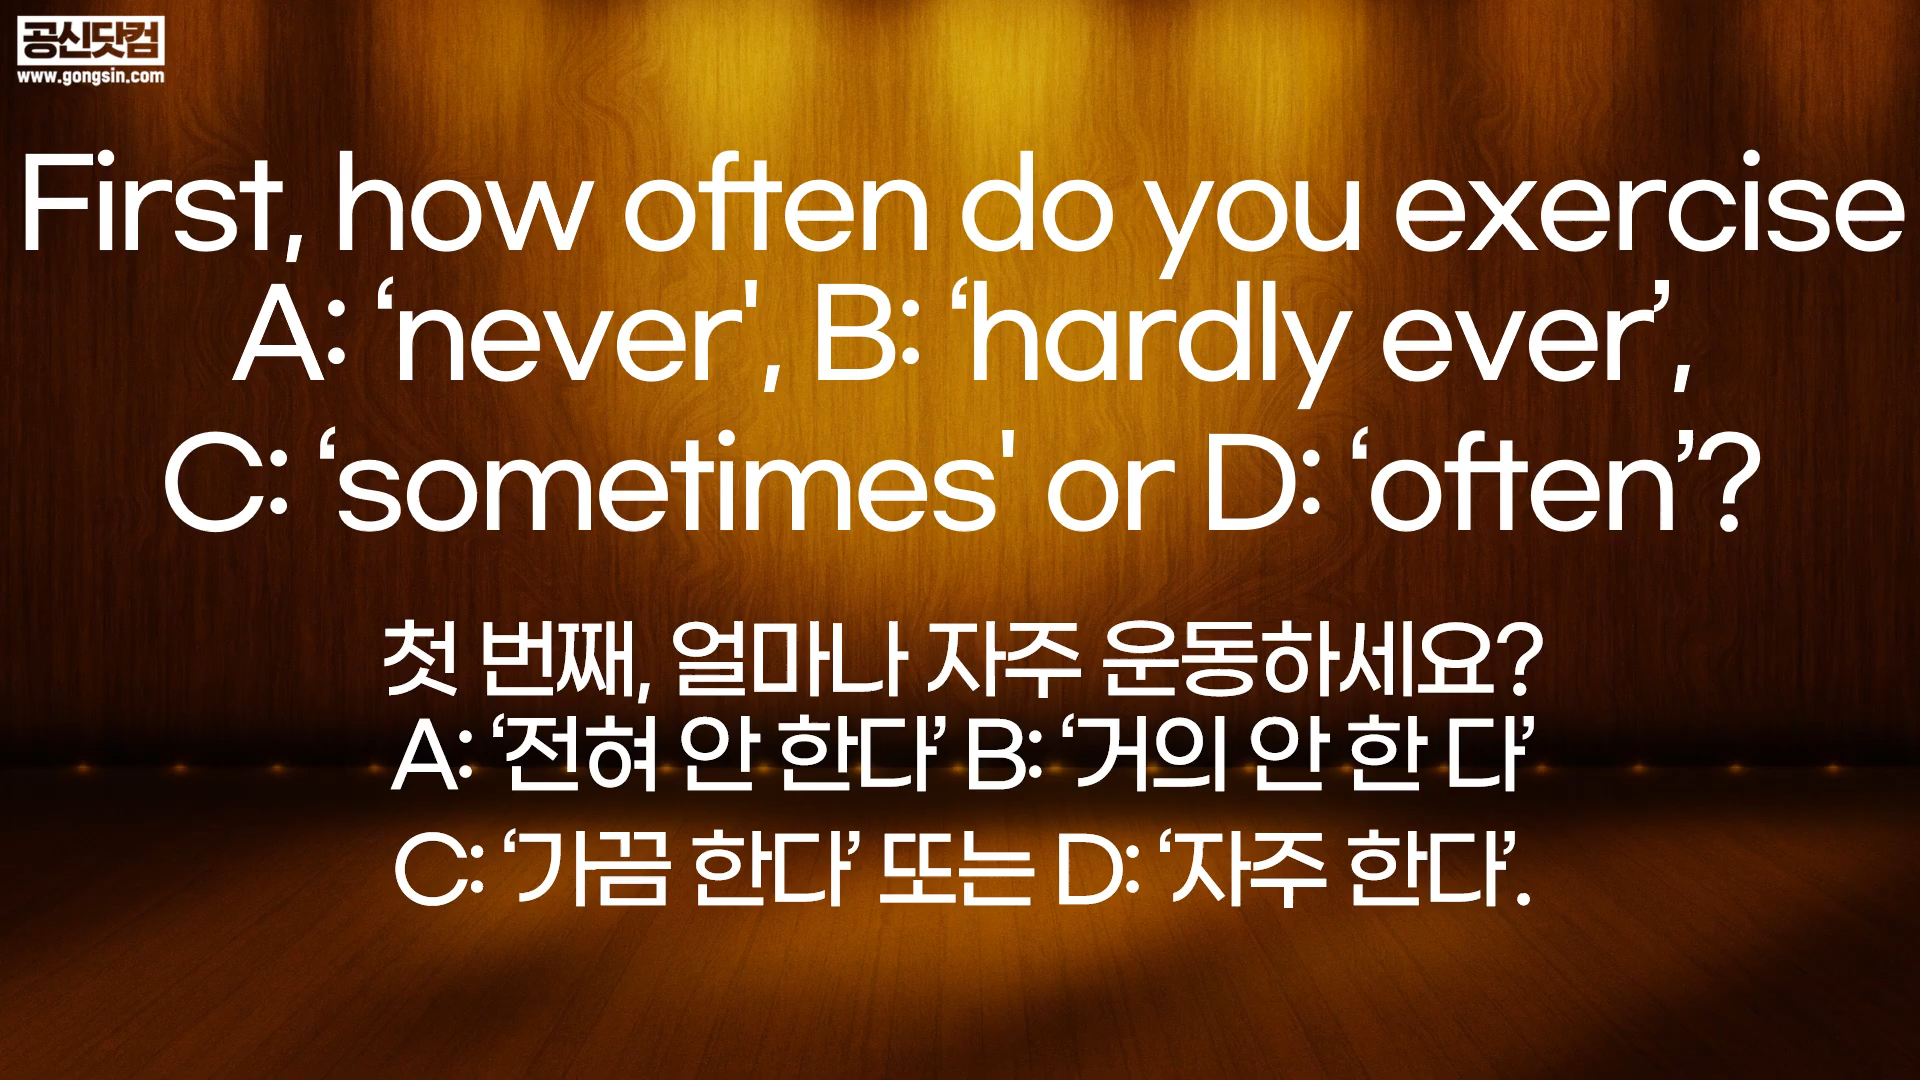 공신닷컴
www.gongsin.com
First, how often do you exercise
A: ‘never', B: ‘hardly ever’,
C: ‘sometimes' or D: ‘often’?
첫 번째, 얼마나 자주 운동하세요?
A: ‘전혀 안 한다’ B: ‘거의 안 한 다’
C: ‘가끔 한다’ 또는 D: ‘자주 한다’.